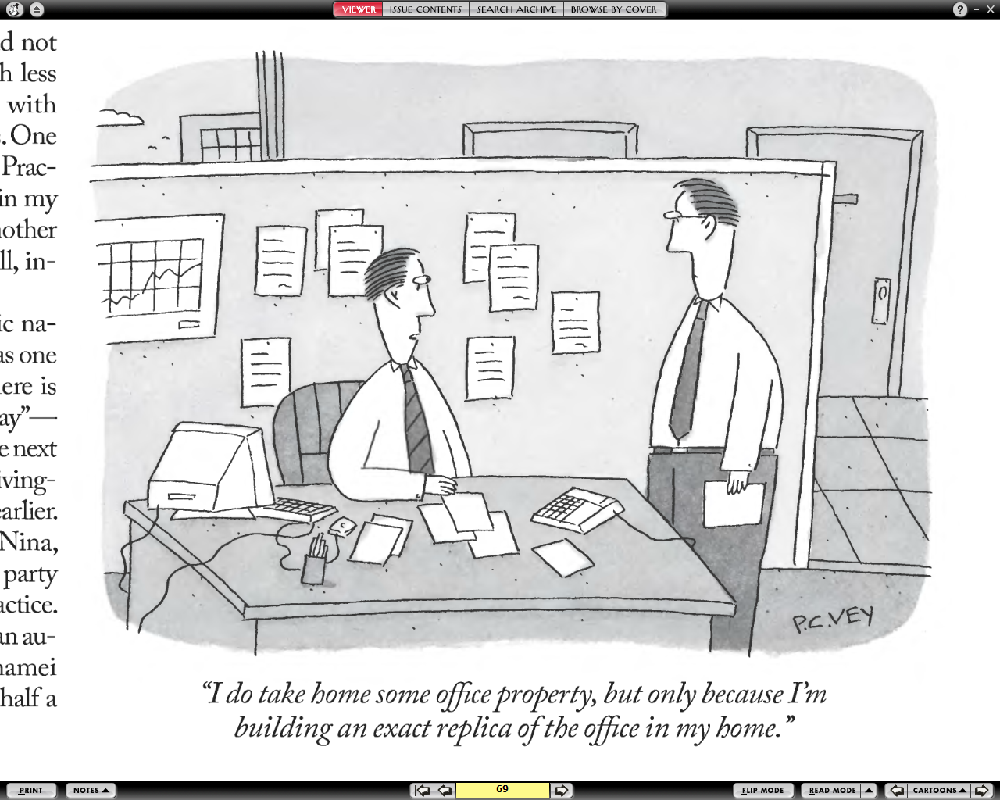 VIEWER ISSUE CONTENTS SEARCH ARCHIVE BROWSE BY COVER ?
d not
h less
with
. One
Prac-
in my
nother
ll, in-
ic na-
as one
ere is
ay”—
e next
iving-
earlier.
Nina,
party
actice.
an au-
namei
half a
P.C.VEY
“I do take home some office property, but only because I’m
building an exact replica of the office in my home.”
PRINT NOTES 69 FLIP MODE READ MODE CARTOONS